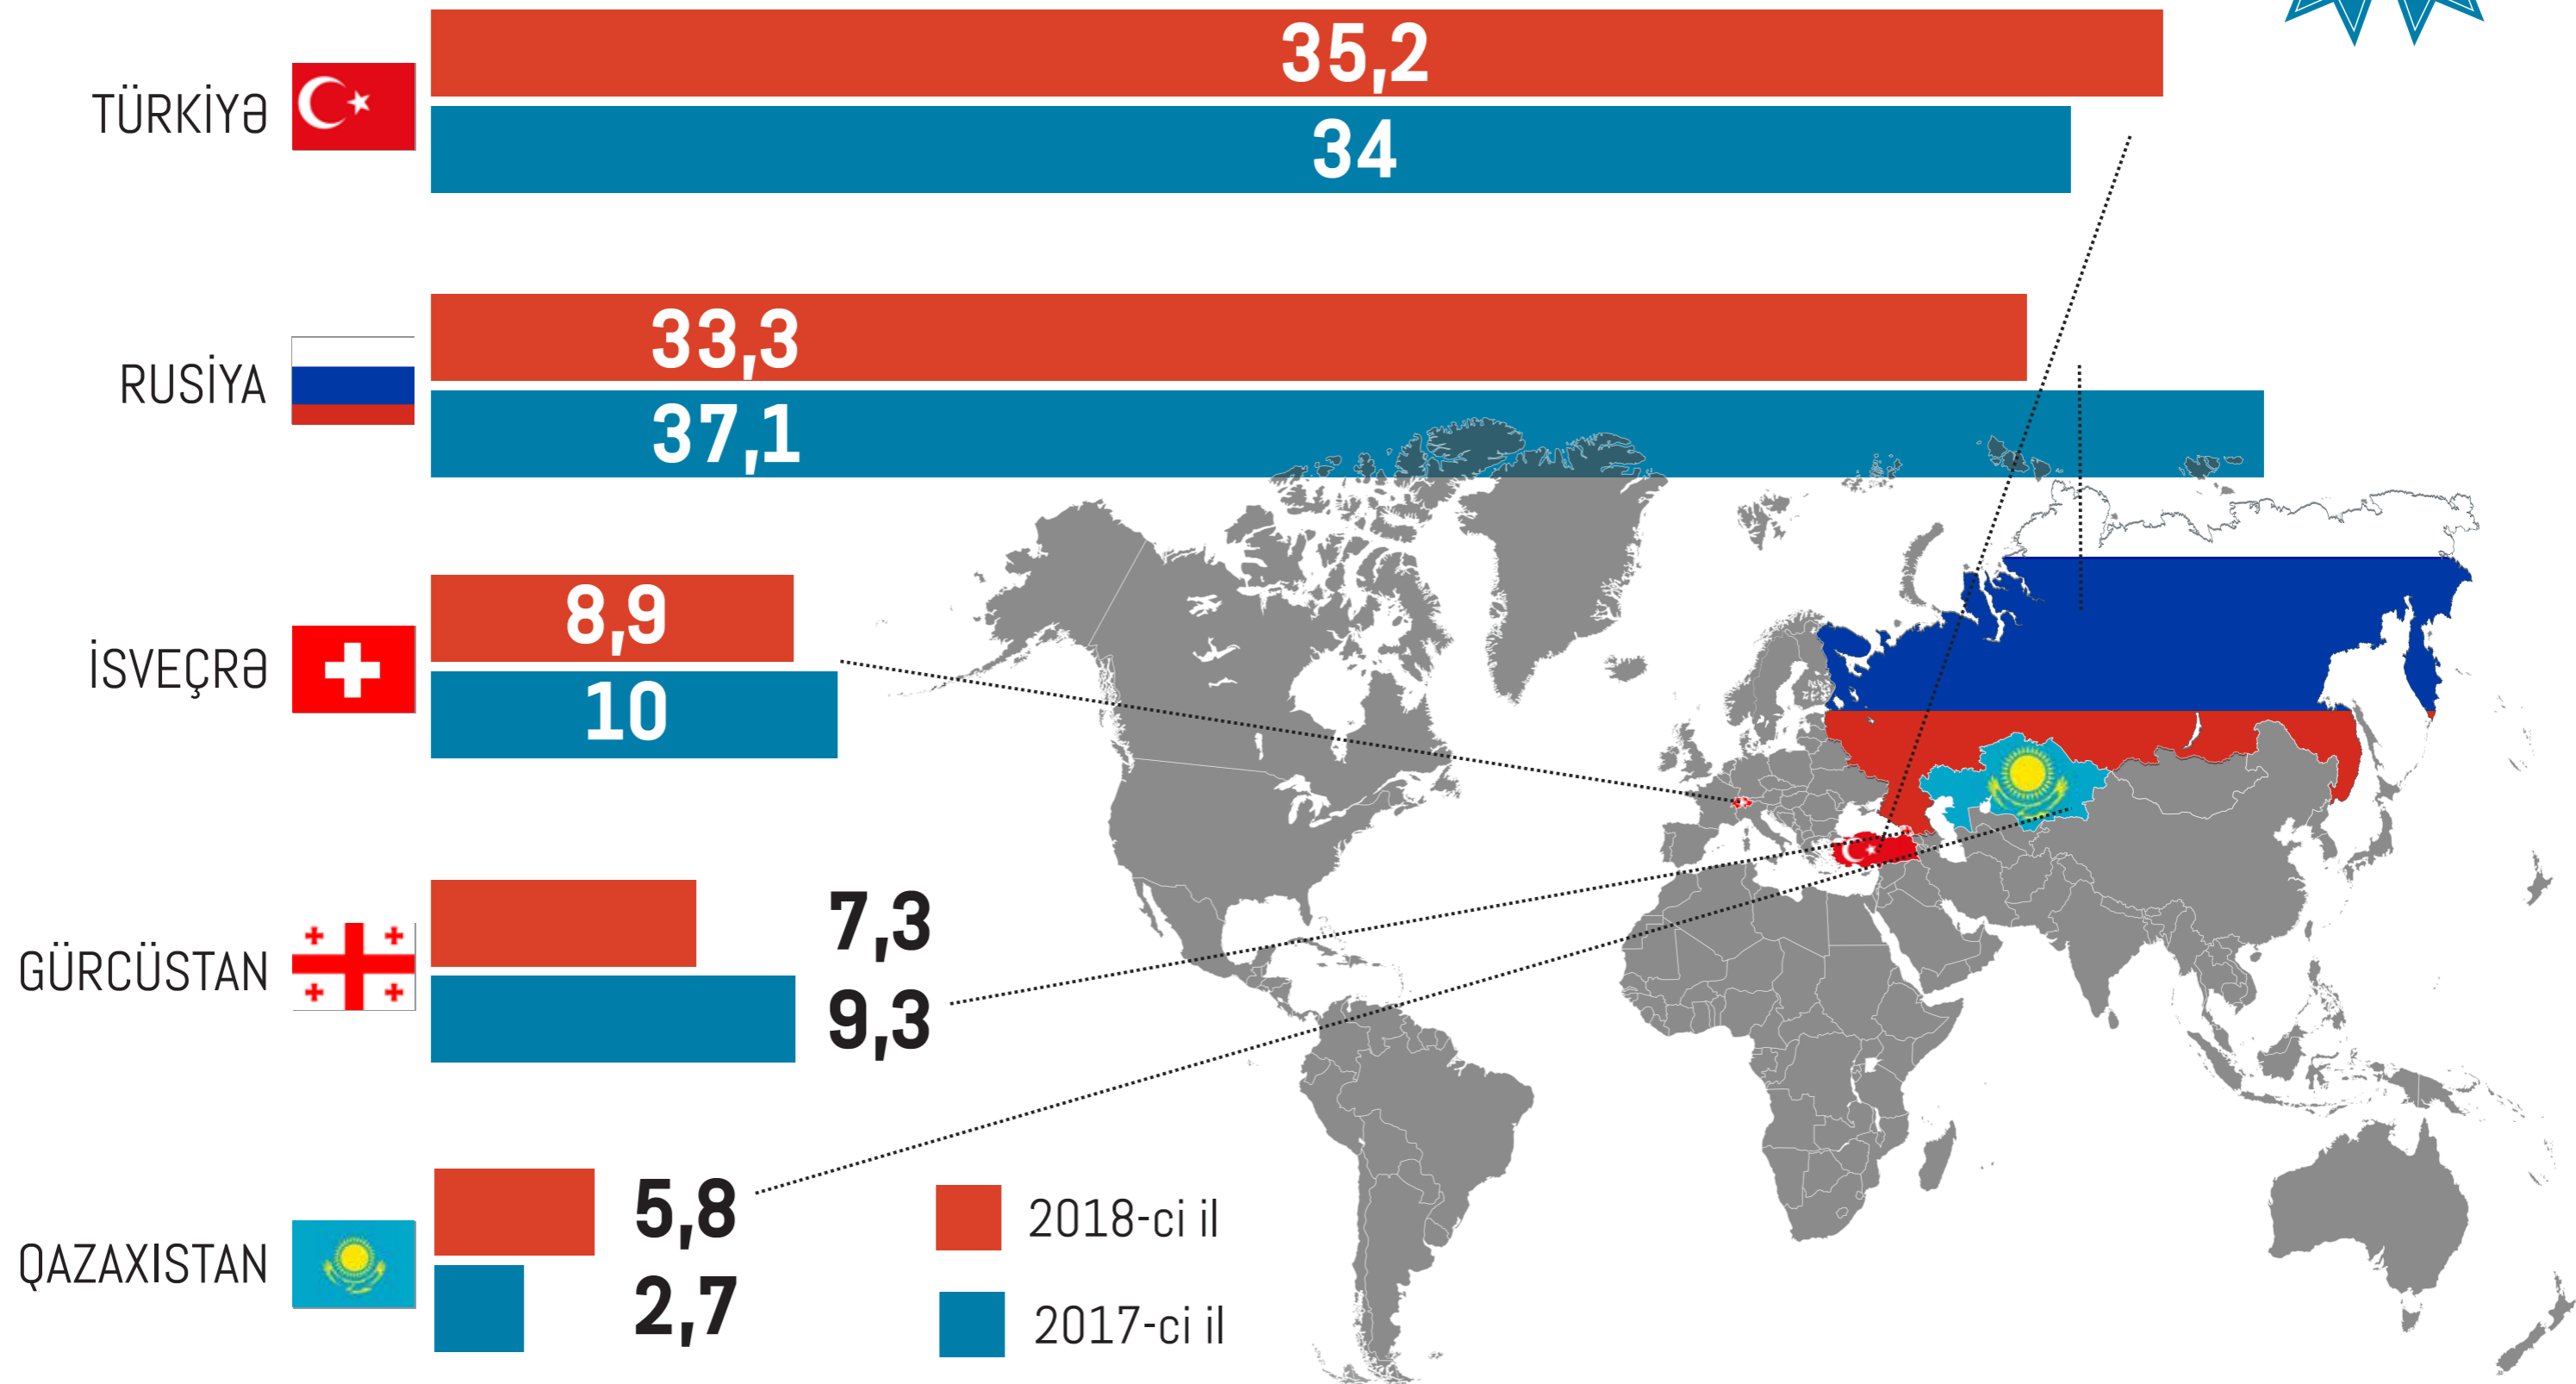 TÜRKİYƏ
35,2
34
RUSİYA
33,3
37,1
İSVEÇRƏ
8,9
10
GÜRCÜSTAN
7,3
9,3
QAZAXISTAN
5,8
2,7
2018-ci il
2017-ci il